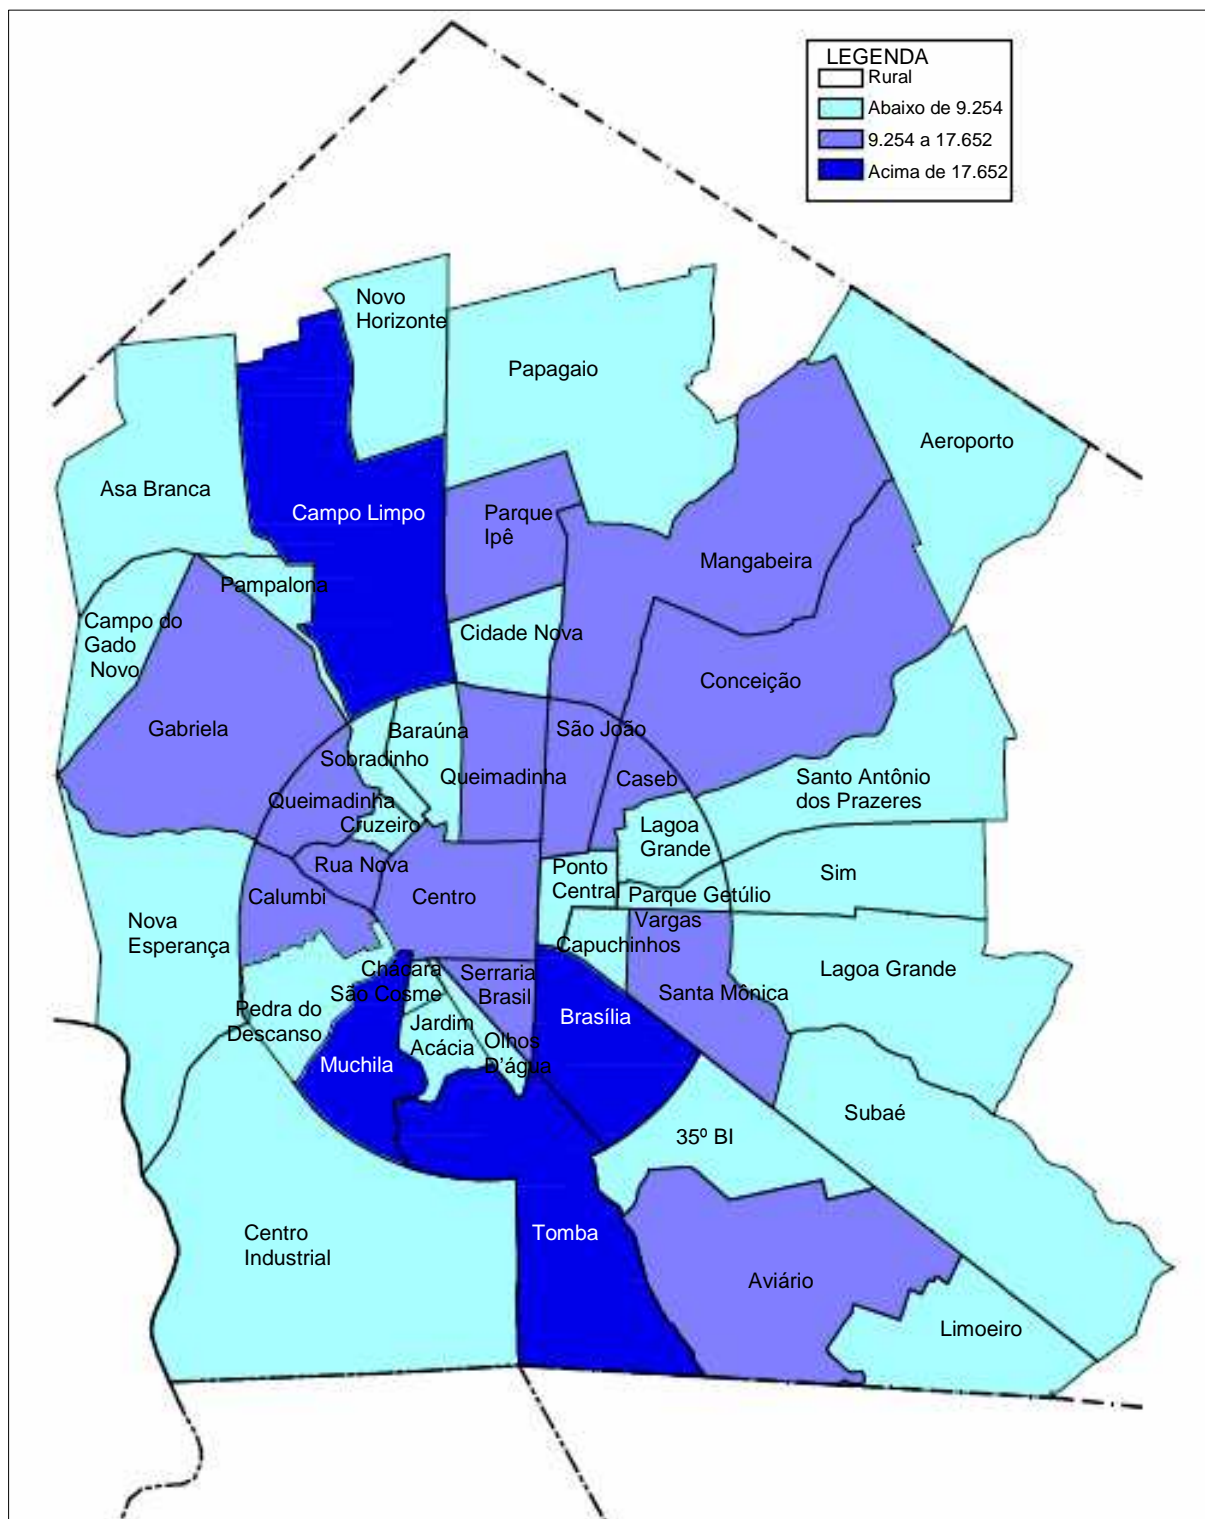 LEGENDA
Rural
Abaixo de 9.254
9.254 a 17.652
Acima de 17.652
Novo
Horizonte
Papagaio
Aeroporto
Asa Branca
Campo Limpo
Parque
Ipê
Mangabeira
Pampalona
Campo do
Gado
Novo
Cidade Nova
Conceição
Gabriela
Baraúna
São João
Sobradinho
Queimadinha
Caseb
Santo Antônio
dos Prazeres
Queimadinha
Cruzeiro
Lagoa
Grande
Rua Nova
Ponto
Central
Sim
Calumbi
Centro
Parque Getúlio
Vargas
Nova
Esperança
Capuchinhos
Chácara
São Cosme
Serraria
Brasil
Lagoa Grande
Santa Mônica
Pedra do
Descanso
Brasília
Jardim
Acácia
Olhos
D'água
Muchila
Subaé
35º BI
Centro
Industrial
Tomba
Aviário
Limoeiro